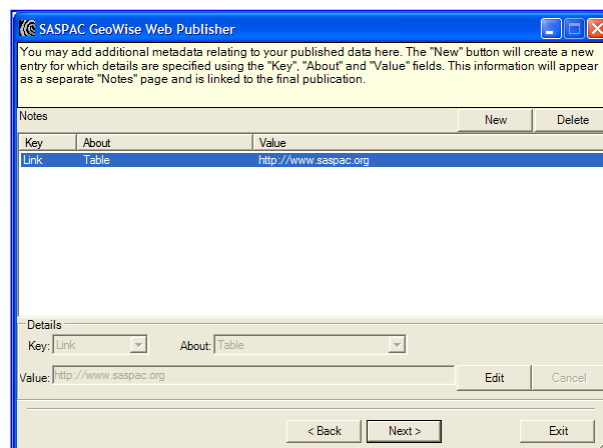 SASPAC GeoWise Web Publisher
You may add additional metadata relating to your published data here. The "New" button will create a new
entry for which details are specified using the "Key", "About" and "Value" fields. This information will appear
as a separate "Notes" page and is linked to the final publication.
Notes New Delete
Key About Value
Link Table http://www.saspac.org
Details
Key: Link About: Table
Value: http://www.saspac.org Edit Cancel
< Back Next > Exit